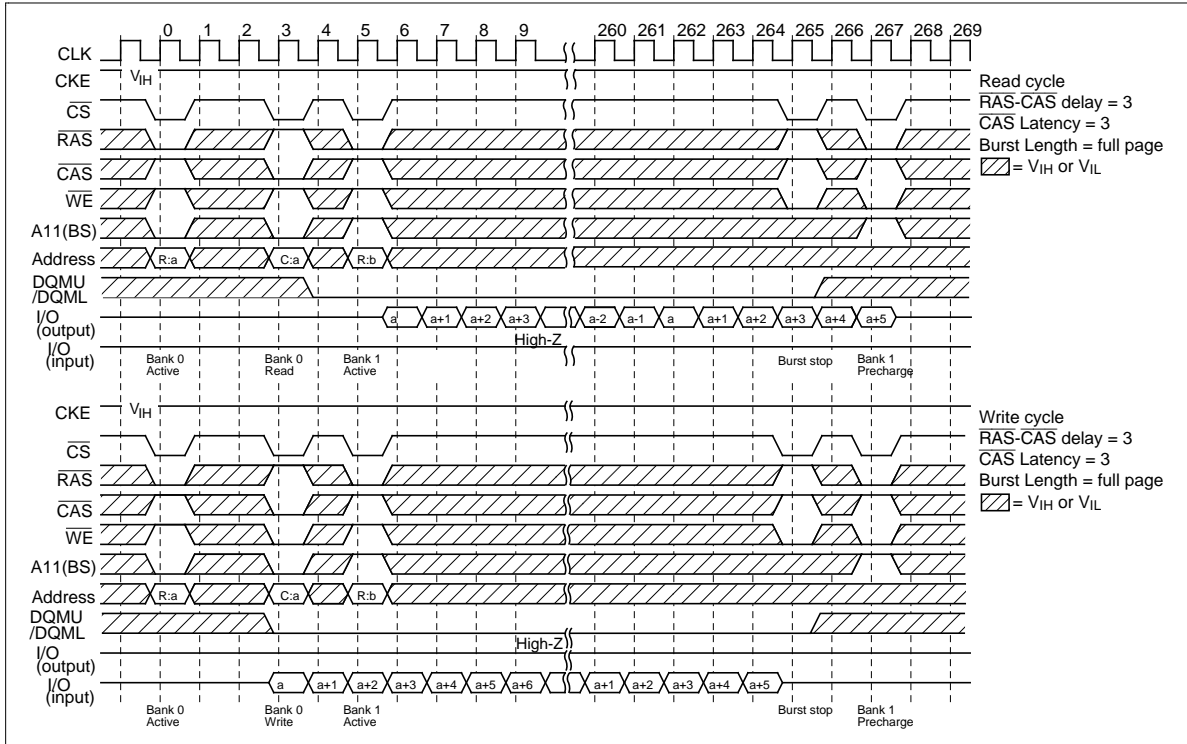 0 1 2 3 4 5 6 7 8 9 260 261 262 263 264 265 266 267 268 269
CLK
CKE VIH
CS
RAS
CAS
WE
A11(BS)
Address R:a C:a R:b
DQMU
/DQML
I/O
(output) a a+1 a+2 a+3 a-2 a-1 a a+1 a+2 a+3 a+4 a+5
High-Z
I/O
(input)
Bank 0
Active
Bank 0
Read
Bank 1
Active
Burst stop
Bank 1
Precharge
Read cycle
RAS-CAS delay = 3
CAS Latency = 3
Burst Length = full page
= VIH or VIL
CKE VIH
CS
RAS
CAS
WE
A11(BS)
Address R:a C:a R:b
DQMU
/DQML
High-Z
I/O
(output)
I/O
(input) a a+1 a+2 a+3 a+4 a+5 a+6 a+1 a+2 a+3 a+4 a+5
Bank 0
Active
Bank 0
Write
Bank 1
Active
Burst stop
Bank 1
Precharge
Write cycle
RAS-CAS delay = 3
CAS Latency = 3
Burst Length = full page
= VIH or VIL